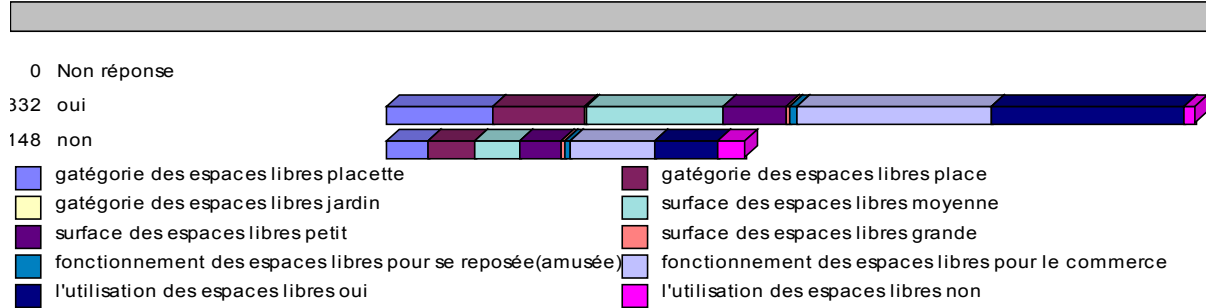 0 Non réponse
332 oui
148 non
gatégorie des espaces libres placette
gatégorie des espaces libres place
gatégorie des espaces libres jardin
surface des espaces libres moyenne
surface des espaces libres petit
surface des espaces libres grande
fonctionnement des espaces libres pour se reposée(amusée)
fonctionnement des espaces libres pour le commerce
l'utilisation des espaces libres oui
l'utilisation des espaces libres non